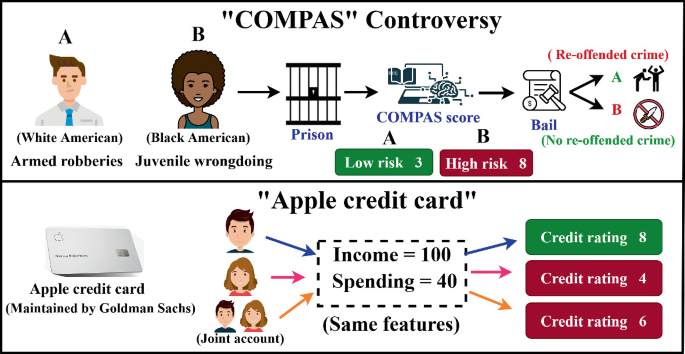 "COMPAS" Controversy
A
B
(White American)
(Black American)
Armed robberies
Juvenile wrongdoing
Prison
COMPAS score
Bail
( Re-offended crime)
A
B
(No re-offended crime)
A
B
Low risk 3
High risk 8
"Apple credit card"
Apple credit card
(Maintained by Goldman Sachs)
(Joint account)
Income = 100
Spending = 40
(Same features)
Credit rating 8
Credit rating 4
Credit rating 6